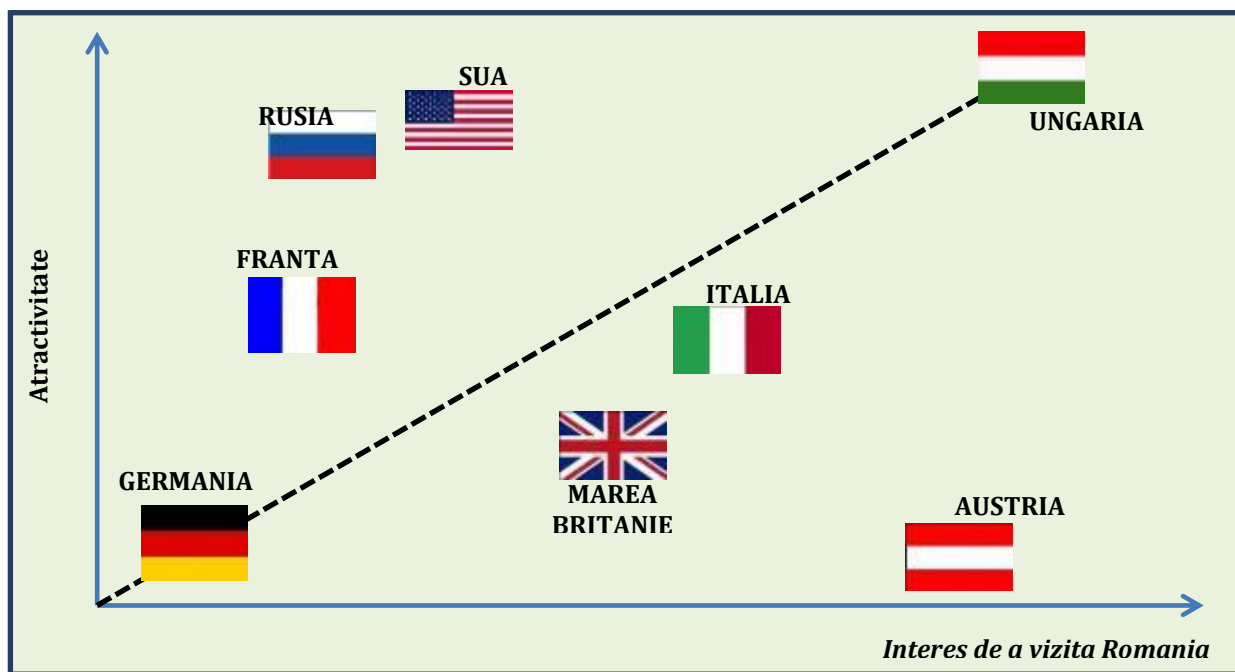 SUA
RUSIA
UNGARIA
FRANTA
ITALIA
Atractivitate
GERMANIA
MAREA
BRITANIE
AUSTRIA
Interes de a vizita Romania